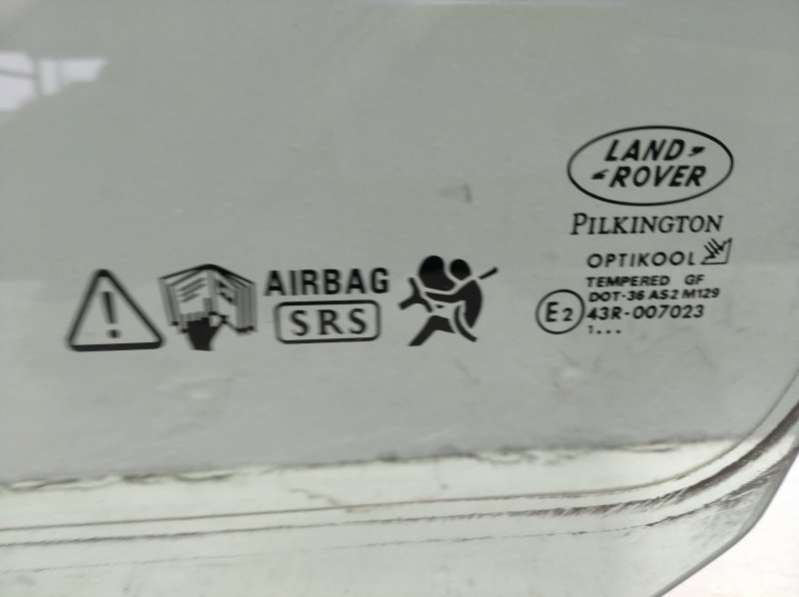 LAND
ROVER
PILKINGTON
OPTIKOOL
AIRBAG
SRS
TEMPERED GF
DOT-36 AS2 M129
E2
43R-007023
1...